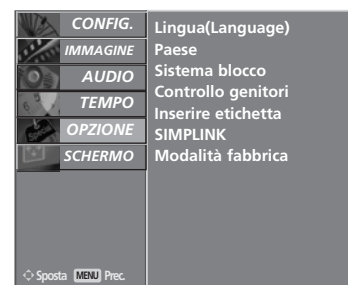 CONFIG.
IMMAGINE
AUDIO
TEMPO
OPZIONE
SCHERMO
Lingua(Language)
Paese
Sistema blocco
Controllo genitori
Inserire etichetta
SIMPLINK
Modalità fabbrica
Sposta MENU Prec.